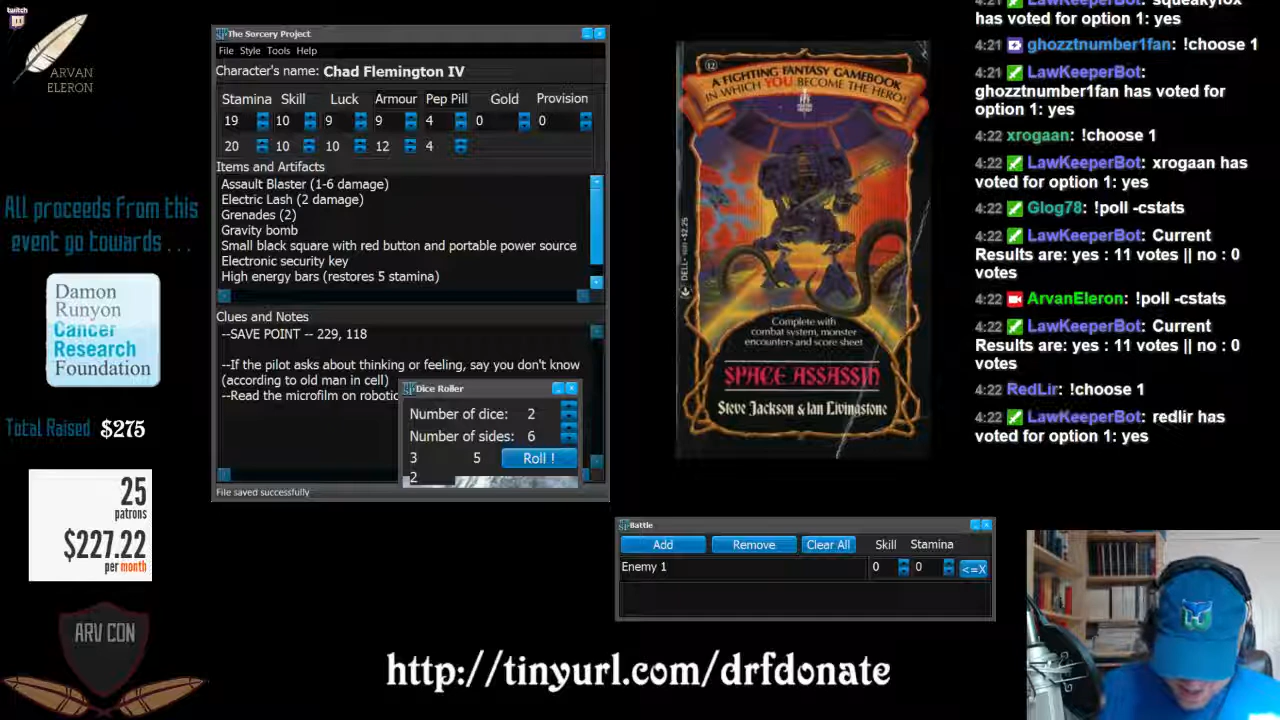 twitch
ARVAN
ELERON
All proceeds From this
event go towards . . .
Damon
Runyon
Cancer
Research
Foundation
Total Raised $275
25
patrons
$227.22
per month
ARV CON
The Sorcery Project
File Style Tools Help
Character's name: Chad Flemington IV
Stamina Skill Luck Armour Pep Pill Gold Provision
19 10 9 9 4 0 0
20 10 10 12 4
Items and Artifacts
Assault Blaster (1-6 damage)
Electric Lash (2 damage)
Grenades (2)
Gravity bomb
Small black square with red button and portable power source
Electronic security key
High energy bars (restores 5 stamina)
Clues and Notes
--SAVE POINT -- 229, 118
--If the pilot asks about thinking or feeling, say you don't know
(according to old man in cell)
--Read the microfilm on robotic
File saved successfully
Dice Roller
Number of dice: 2
Number of sides: 6
3 5 Roll !
2
12
A FIGHTING FANTASY GAMEBOOK
IN WHICH YOU BECOME THE HERO!
DELL
$2.25
Complete with
combat system, monster
encounters and score sheet
SPACE ASSASSIN
Steve Jackson & Ian Livingstone
Battle
Add Remove Clear All Skill Stamina
Enemy 1 0 0 <=X
http://tinyurl.com/drfdonate
4:21 LawKeeperBot: squeakyfox
has voted for option 1: yes
4:21 ghozztnumber1fan: !choose 1
4:21 LawKeeperBot:
ghozztnumber1fan has voted for
option 1: yes
4:22 xrogaan: !choose 1
4:22 LawKeeperBot: xrogaan has
voted for option 1: yes
4:22 Glog78: !poll -cstats
4:22 LawKeeperBot: Current
Results are: yes : 11 votes || no : 0
votes
4:22 ArvanEleron: !poll -cstats
4:22 LawKeeperBot: Current
Results are: yes : 11 votes || no : 0
votes
4:22 RedLir: !choose 1
4:22 LawKeeperBot: redlir has
voted for option 1: yes